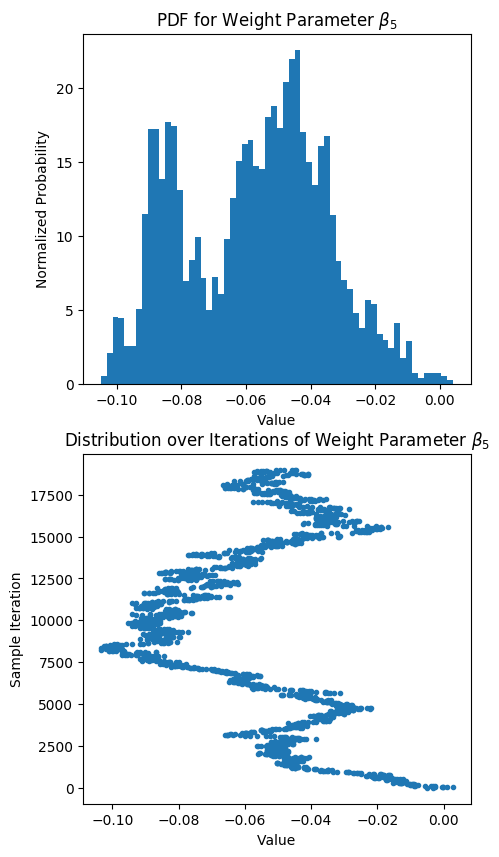 PDF for Weight Parameter β₅
Normalized Probability
20
15
10
5
0
−0.10 −0.08 −0.06 −0.04 −0.02 0.00
Value
Distribution over Iterations of Weight Parameter β₅
Sample Iteration
17500
15000
12500
10000
7500
5000
2500
0
−0.10 −0.08 −0.06 −0.04 −0.02 0.00
Value